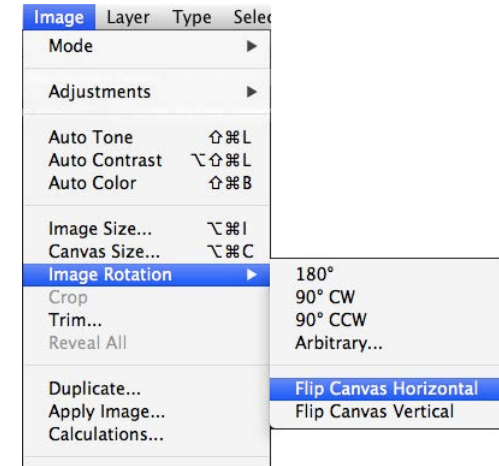 Image Layer Type
Mode ▶
Adjustments ▶
Auto Tone ⇧⌘L
Auto Contrast ⌥⇧⌘L
Auto Color ⇧⌘B
Image Size... ⌥⌘I
Canvas Size... ⌥⌘C
Image Rotation ▶
Crop
Trim...
Reveal All
Duplicate...
Apply Image...
Calculations...
180°
90° CW
90° CCW
Arbitrary...
Flip Canvas Horizontal
Flip Canvas Vertical